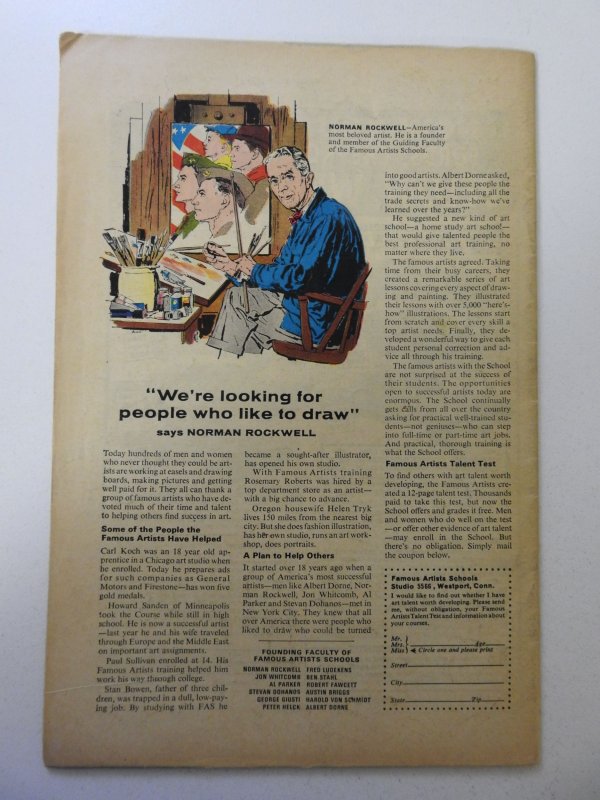 NORMAN ROCKWELL—America's
most beloved artist. He is a founder
and member of the Guiding Faculty
of the Famous Artists Schools.
"We're looking for
people who like to draw"
says NORMAN ROCKWELL
Today hundreds of men and women
who never thought they could be art-
ists are working at easels and drawing
boards, making pictures and getting
well paid for it. They all can thank a
group of famous artists who have de-
voted much of their time and talent
to helping others find success in art.
Some of the People the
Famous Artists Have Helped
Carl Koch was an 18 year old ap-
prentice in a Chicago art studio when
he enrolled. Today he prepares ads
for such companies as General
Motors and Firestone—has won five
gold medals.
Howard Sanden of Minneapolis
took the Course while still in high
school. He is now a successful artist
—last year he and his wife traveled
through Europe and the Middle East
on important art assignments.
Paul Sullivan enrolled at 14. His
Famous Artists training helped him
work his way through college.
Stan Bowen, father of three chil-
dren, was trapped in a dull, low-pay-
ing job. By studying with FAS he
became a sought-after illustrator,
has opened his own studio.
With Famous Artists training
Rosemary Roberts was hired by a
top department store as an artist—
with a big chance to advance.
Oregon housewife Helen Tryk
lives 150 miles from the nearest big
city. But she does fashion illustration,
has her own studio, runs an art work-
shop, does portraits.
A Plan to Help Others
It started over 18 years ago when a
group of America's most successful
artists—men like Albert Dorne, Nor-
man Rockwell, Jon Whitcomb, Al
Parker and Stevan Dohanos—met in
New York City. They knew that all
over America there were people who
liked to draw who could be turned
FOUNDING FACULTY OF
FAMOUS ARTISTS SCHOOLS
NORMAN ROCKWELL FRED LUDEKENS
JON WHITCOMB BEN STAHL
AL PARKER ROBERT FAWCETT
STEVAN DOHANOS AUSTIN BRIGGS
GEORGE GIUSTI HAROLD VON SCHMIDT
PETER HELCK ALBERT DORNE
into good artists. Albert Dorne asked,
"Why can't we give these people the
training they need—including all the
trade secrets and know-how we've
learned over the years?"
He suggested a new kind of art
school—a home study art school—
that would give talented people the
best professional art training, no
matter where they live.
The famous artists agreed. Taking
time from their busy careers, they
created a remarkable series of art
lessons covering every aspect of draw-
ing and painting. They illustrated
their lessons with over 5,000 "here's-
how" illustrations. The lessons start
from scratch and cover every skill a
top artist needs. Finally, they de-
veloped a wonderful way to give each
student personal correction and ad-
vice all through his training.
The famous artists with the School
are not surprised at the success of
their students. The opportunities
open to successful artists today are
enormous. The School continually
gets calls from all over the country
asking for practical well-trained stu-
dents—not geniuses—who can step
into full-time or part-time art jobs.
And practical, thorough training is
what the School offers.
Famous Artists Talent Test
To find others with art talent worth
developing, the Famous Artists cre-
ated a 12-page talent test. Thousands
paid to take this test, but now the
School offers and grades it free. Men
and women who do well on the test
—or offer other evidence of art talent
—may enroll in the School. But
there's no obligation. Simply mail
the coupon below.
Famous Artists Schools
Studio 5566, Westport, Conn.
I would like to find out whether I have
art talent worth developing. Please send
me, without obligation, your Famous
Artists Talent Test and information about
your courses.
Mr.
Mrs. Age
Miss Circle one and please print
Street
City
State Zip